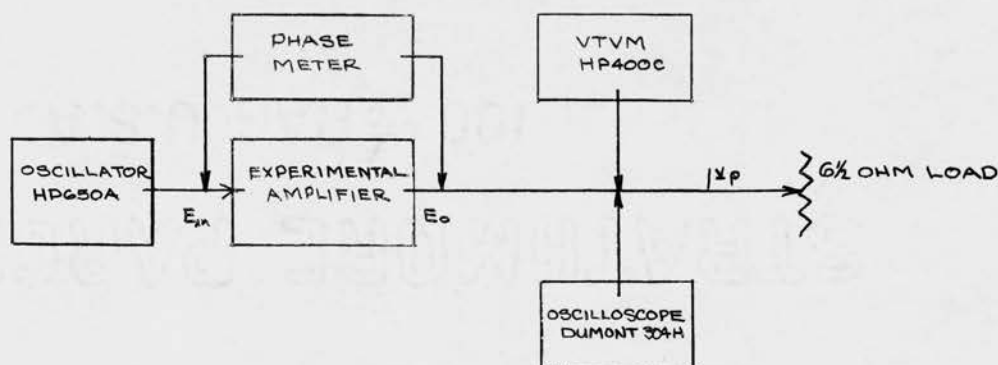 PHASE
METER
VTVM
HP400C
OSCILLATOR
HP650A
EXPERIMENTAL
AMPLIFIER
Ein
Eo
6½ OHM LOAD
OSCILLOSCOPE
DUMONT 304H